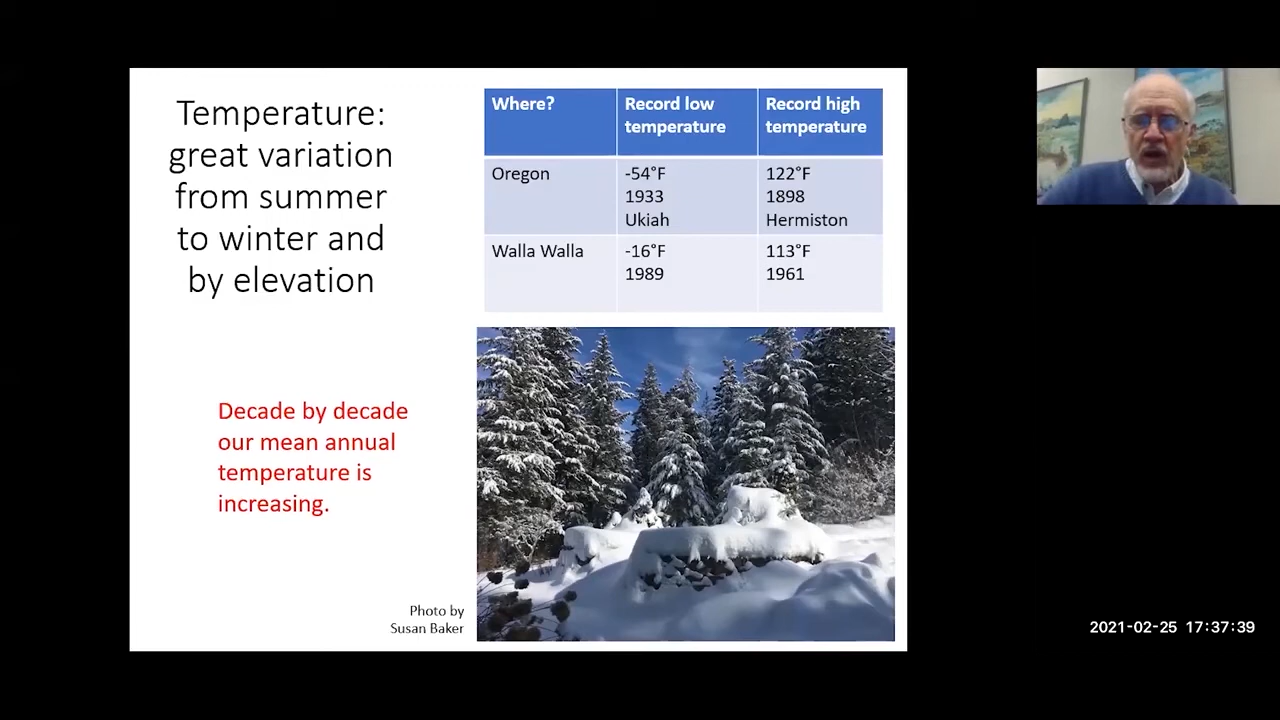 Temperature:
great variation
from summer
to winter and
by elevation
Where?
Record low
temperature
Record high
temperature
Oregon
-54°F
1933
Ukiah
122°F
1898
Hermiston
Walla Walla
-16°F
1989
113°F
1961
Decade by decade
our mean annual
temperature is
increasing.
Photo by
Susan Baker
2021-02-25 17:37:39